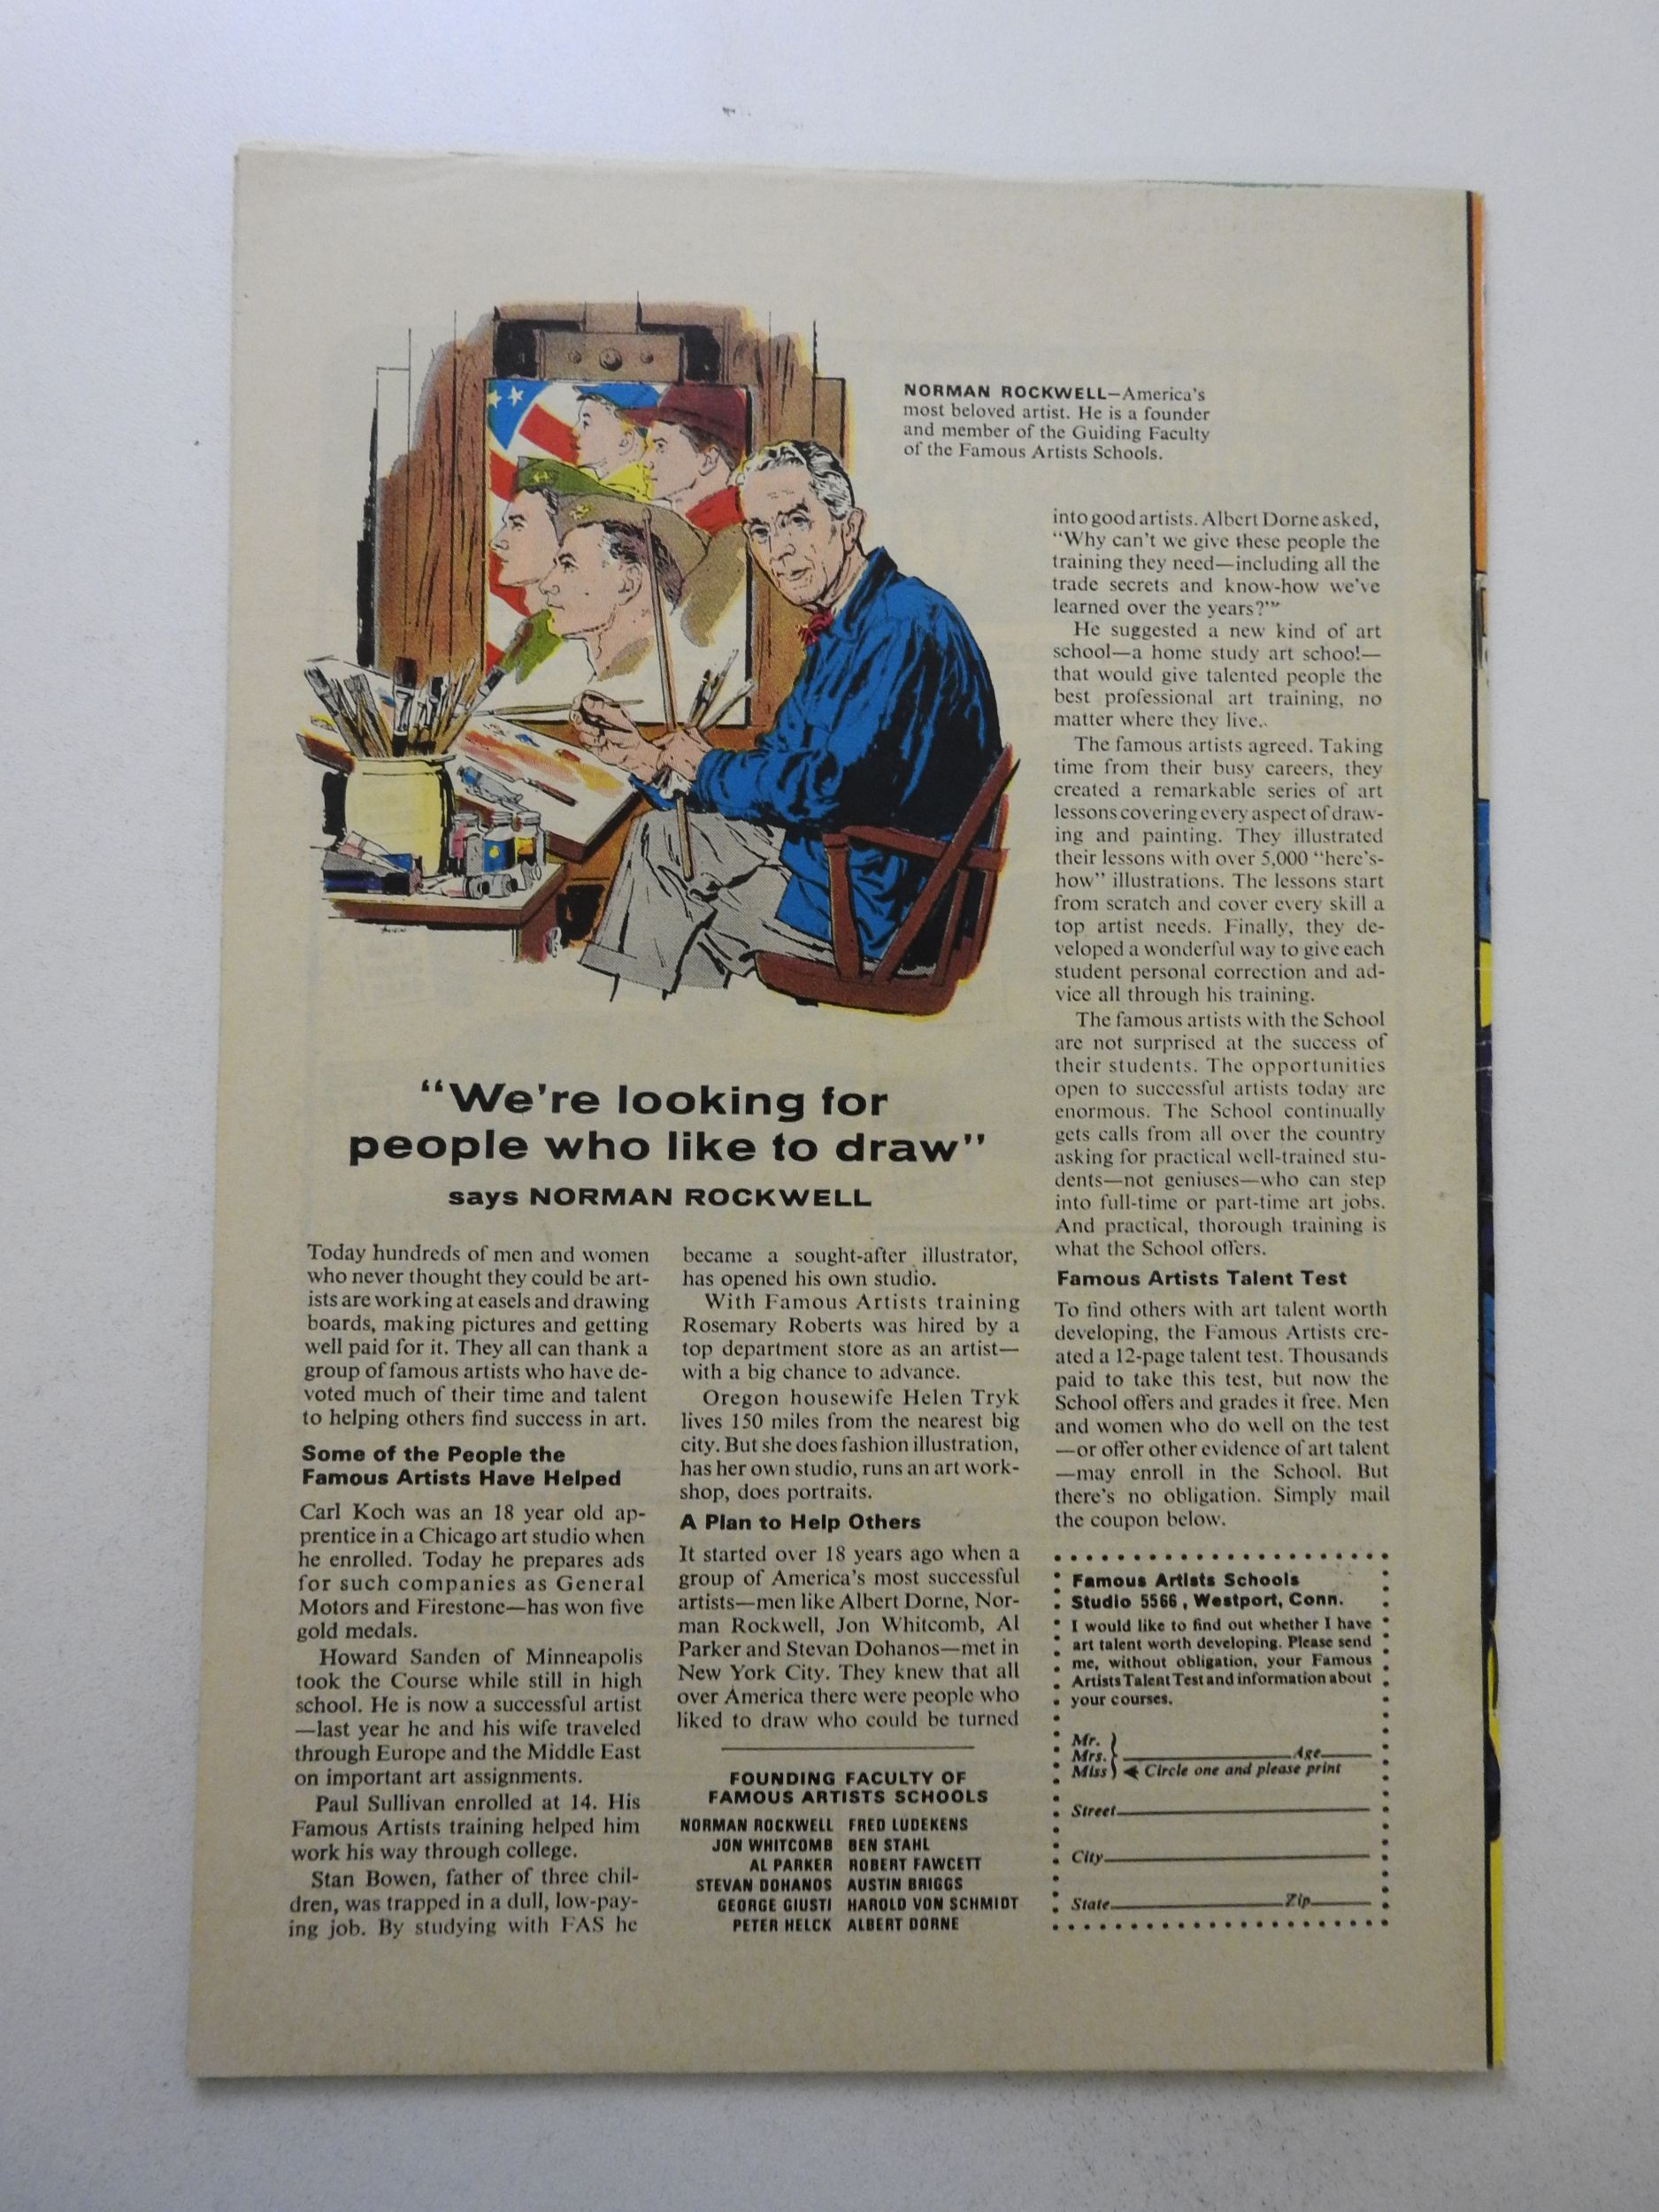 NORMAN ROCKWELL—America's
most beloved artist. He is a founder
and member of the Guiding Faculty
of the Famous Artists Schools.
"We're looking for
people who like to draw"
says NORMAN ROCKWELL
Today hundreds of men and women
who never thought they could be art-
ists are working at easels and drawing
boards, making pictures and getting
well paid for it. They all can thank a
group of famous artists who have de-
voted much of their time and talent
to helping others find success in art.
Some of the People the
Famous Artists Have Helped
Carl Koch was an 18 year old ap-
prentice in a Chicago art studio when
he enrolled. Today he prepares ads
for such companies as General
Motors and Firestone—has won five
gold medals.
Howard Sanden of Minneapolis
took the Course while still in high
school. He is now a successful artist
—last year he and his wife traveled
through Europe and the Middle East
on important art assignments.
Paul Sullivan enrolled at 14. His
Famous Artists training helped him
work his way through college.
Stan Bowen, father of three chil-
dren, was trapped in a dull, low-pay-
ing job. By studying with FAS he
became a sought-after illustrator,
has opened his own studio.
With Famous Artists training
Rosemary Roberts was hired by a
top department store as an artist—
with a big chance to advance.
Oregon housewife Helen Tryk
lives 150 miles from the nearest big
city. But she does fashion illustration,
has her own studio, runs an art work-
shop, does portraits.
A Plan to Help Others
It started over 18 years ago when a
group of America's most successful
artists—men like Albert Dorne, Nor-
man Rockwell, Jon Whitcomb, Al
Parker and Stevan Dohanos—met in
New York City. They knew that all
over America there were people who
liked to draw who could be turned
FOUNDING FACULTY OF
FAMOUS ARTISTS SCHOOLS
NORMAN ROCKWELL FRED LUDEKENS
JON WHITCOMB BEN STAHL
AL PARKER ROBERT FAWCETT
STEVAN DOHANOS AUSTIN BRIGGS
GEORGE GIUSTI HAROLD VON SCHMIDT
PETER HELCK ALBERT DORNE
into good artists. Albert Dorne asked,
"Why can't we give these people the
training they need—including all the
trade secrets and know-how we've
learned over the years?'"
He suggested a new kind of art
school—a home study art school—
that would give talented people the
best professional art training, no
matter where they live.
The famous artists agreed. Taking
time from their busy careers, they
created a remarkable series of art
lessons covering every aspect of draw-
ing and painting. They illustrated
their lessons with over 5,000 "here's-
how" illustrations. The lessons start
from scratch and cover every skill a
top artist needs. Finally, they de-
veloped a wonderful way to give each
student personal correction and ad-
vice all through his training.
The famous artists with the School
are not surprised at the success of
their students. The opportunities
open to successful artists today are
enormous. The School continually
gets calls from all over the country
asking for practical well-trained stu-
dents—not geniuses—who can step
into full-time or part-time art jobs.
And practical, thorough training is
what the School offers.
Famous Artists Talent Test
To find others with art talent worth
developing, the Famous Artists cre-
ated a 12-page talent test. Thousands
paid to take this test, but now the
School offers and grades it free. Men
and women who do well on the test
—or offer other evidence of art talent
—may enroll in the School. But
there's no obligation. Simply mail
the coupon below.
Famous Artists Schools
Studio 5566, Westport, Conn.
I would like to find out whether I have
art talent worth developing. Please send
me, without obligation, your Famous
Artists Talent Test and information about
your courses.
Mr.
Mrs. Age
Miss Circle one and please print
Street
City
State Zip